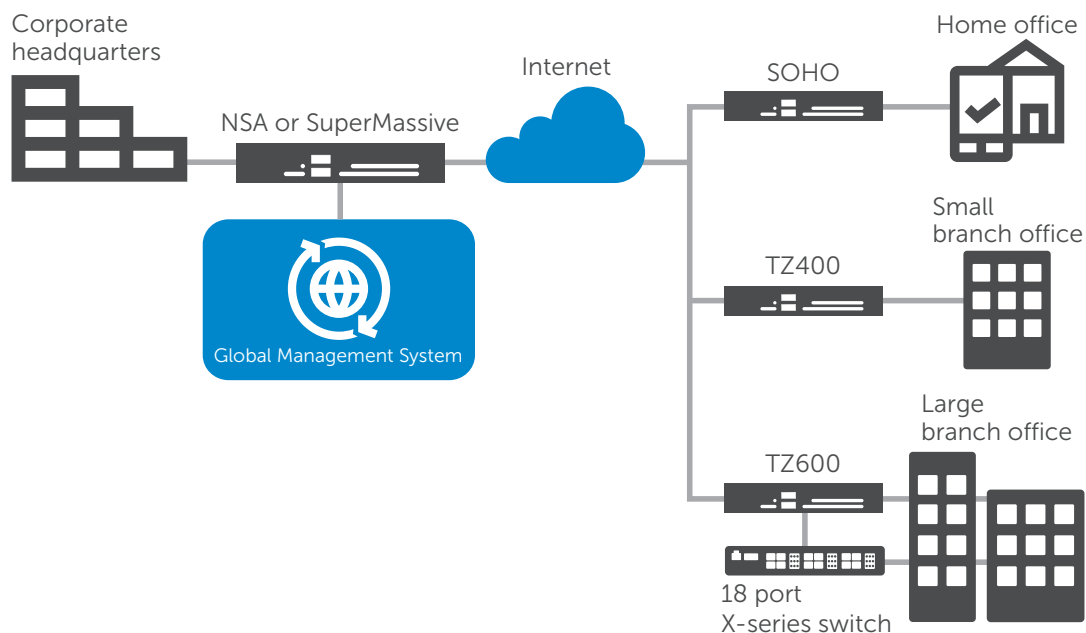 Corporate
headquarters
NSA or SuperMassive
Global Management System
Internet
SOHO
Home office
TZ400
Small
branch office
TZ600
Large
branch office
18 port
X-series switch